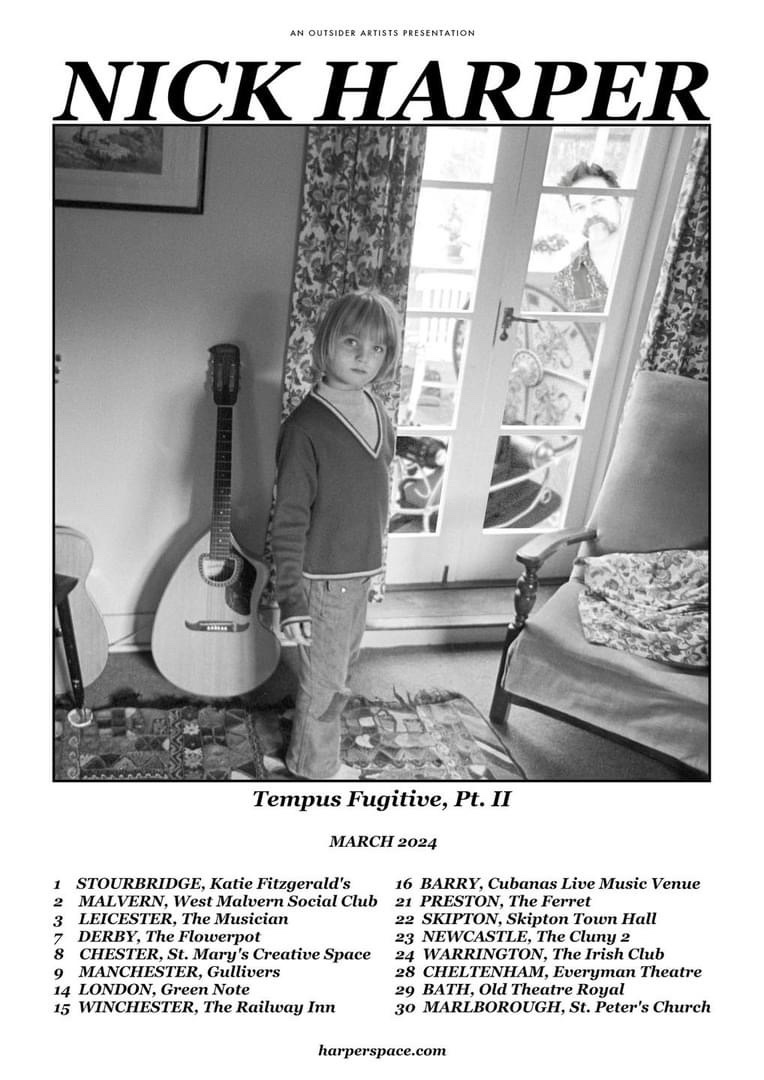 AN OUTSIDER ARTISTS PRESENTATION
NICK HARPER
Tempus Fugitive, Pt. II
MARCH 2024
1 STOURBRIDGE, Katie Fitzgerald's
2 MALVERN, West Malvern Social Club
3 LEICESTER, The Musician
7 DERBY, The Flowerpot
8 CHESTER, St. Mary's Creative Space
9 MANCHESTER, Gullivers
14 LONDON, Green Note
15 WINCHESTER, The Railway Inn
16 BARRY, Cubanas Live Music Venue
21 PRESTON, The Ferret
22 SKIPTON, Skipton Town Hall
23 NEWCASTLE, The Cluny 2
24 WARRINGTON, The Irish Club
28 CHELTENHAM, Everyman Theatre
29 BATH, Old Theatre Royal
30 MARLBOROUGH, St. Peter's Church
harperspace.com